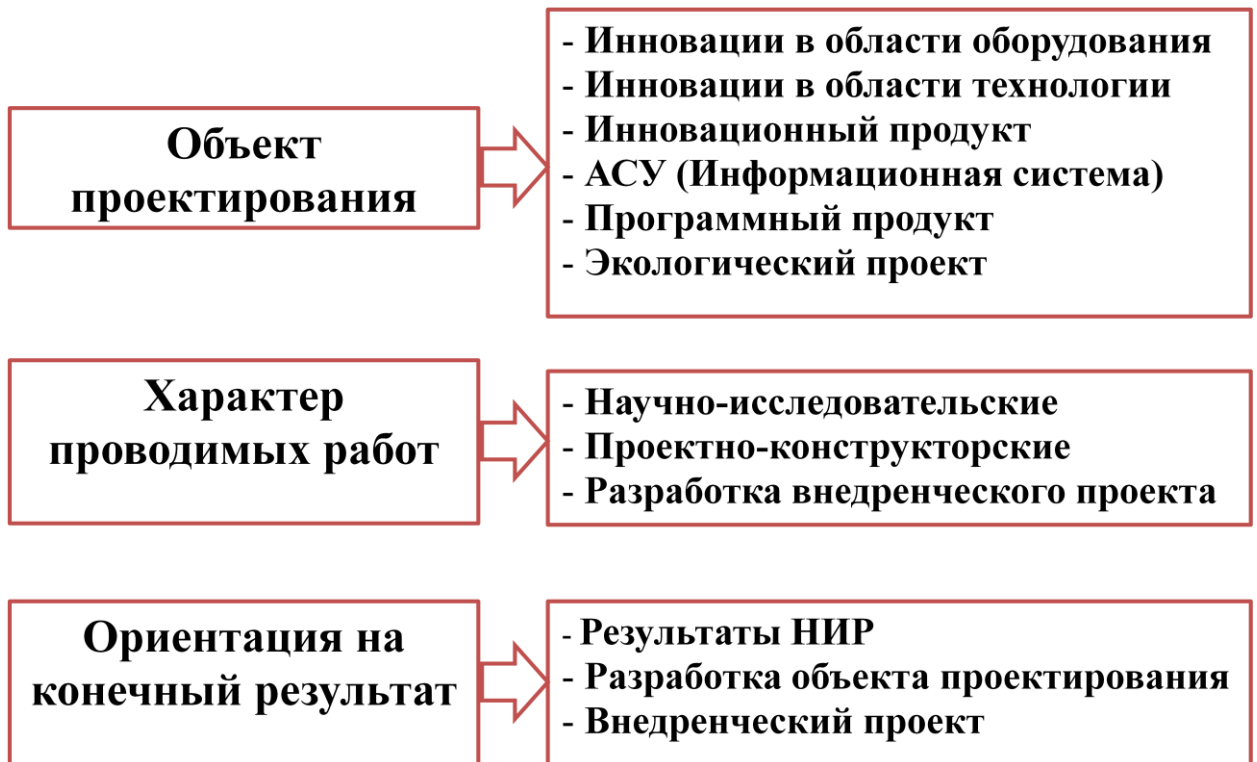 Объект
проектирования
- Инновации в области оборудования
- Инновации в области технологии
- Инновационный продукт
- АСУ (Информационная система)
- Программный продукт
- Экологический проект
Характер
проводимых работ
- Научно-исследовательские
- Проектно-конструкторские
- Разработка внедренческого проекта
Ориентация на
конечный результат
- Результаты НИР
- Разработка объекта проектирования
- Внедренческий проект